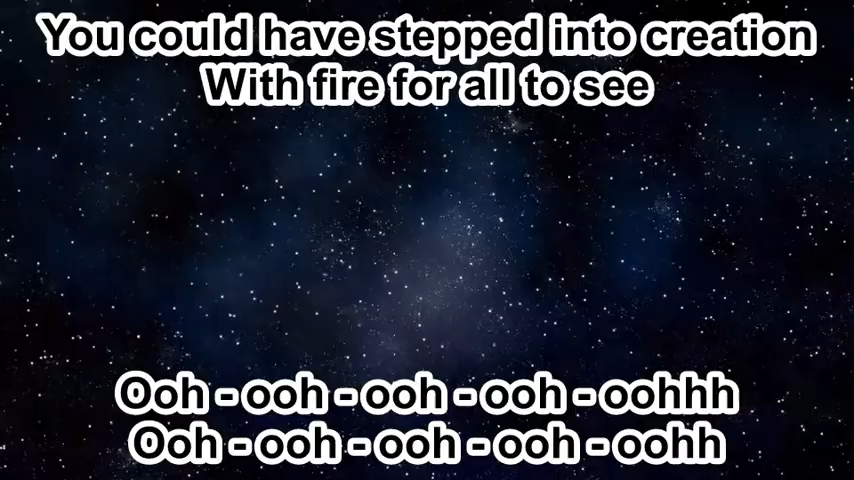 You could have stepped into creation
With fire for all to see
Ooh - ooh - ooh - ooh - oohhh
Ooh - ooh - ooh - ooh - oohh